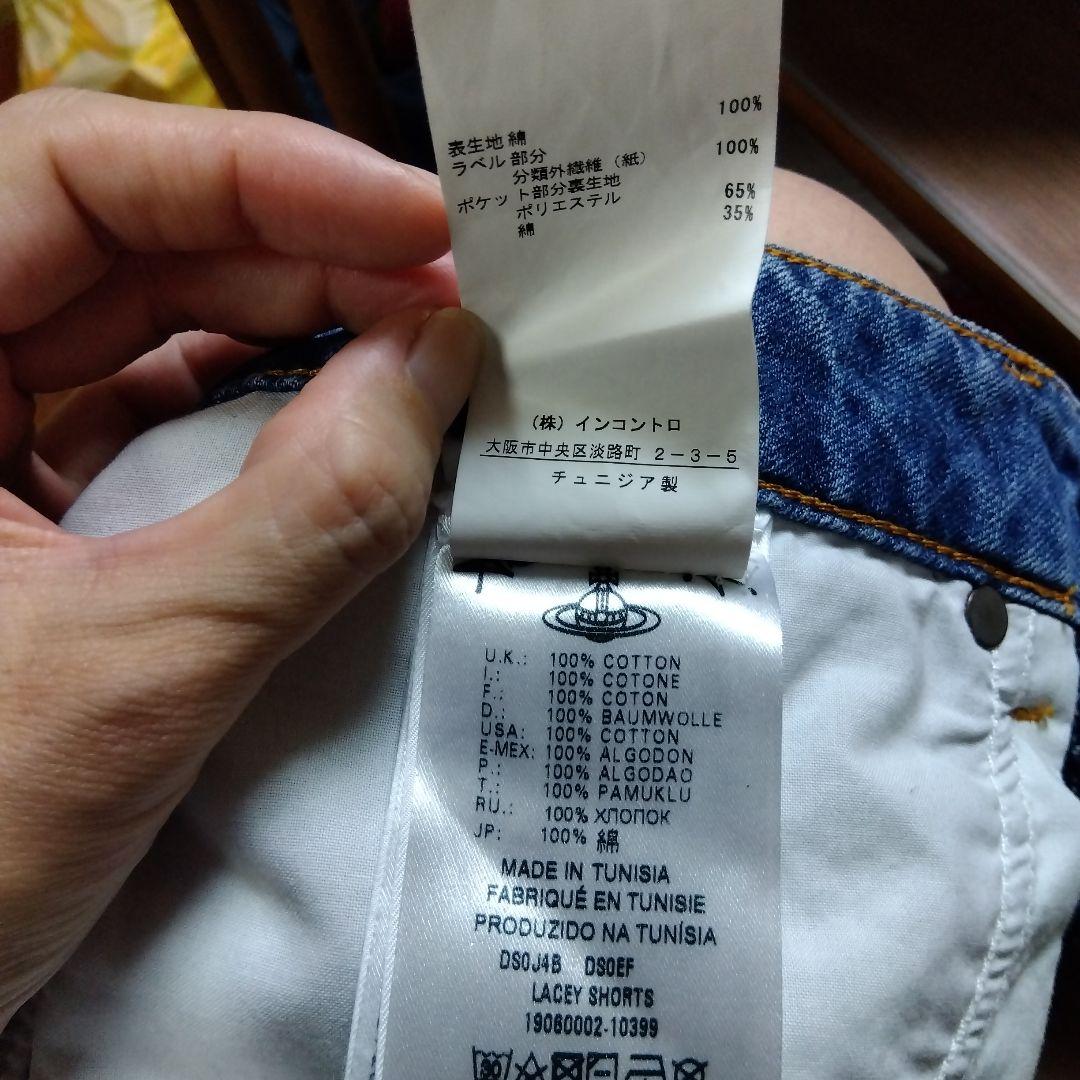 100%
表生地 綿
ラベル 部分 100%
分類外繊維（紙）
ポケット部分裏生地
ポリエステル 65%
綿 35%
（株）インコントロ
大阪市中央区淡路町 2-3-5
チュニジア製
U.K.: 100% COTTON
I.: 100% COTONE
F.: 100% COTON
D.: 100% BAUMWOLLE
USA: 100% COTTON
E-MEX: 100% ALGODON
P.: 100% ALGODAO
T.: 100% PAMUKLU
RU.: 100% ХЛОПОК
JP: 100% 綿
MADE IN TUNISIA
FABRIQUÉ EN TUNISIE
PRODUZIDO NA TUNÍSIA
DS0J4B DS0EF
LACEY SHORTS
19060002-10399
30